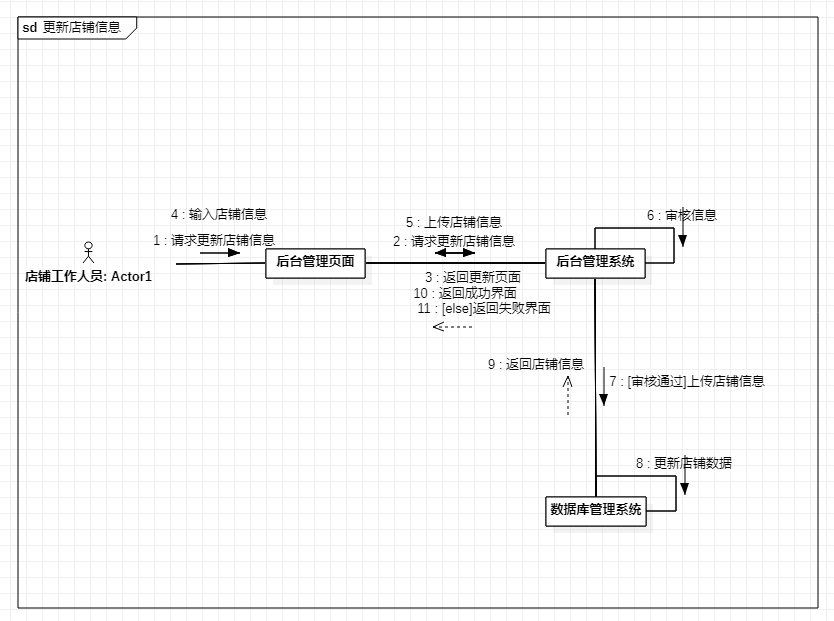 sd 更新店铺信息
4 : 输入店铺信息
1 : 请求更新店铺信息
店铺工作人员: Actor1
后台管理页面
5 : 上传店铺信息
2 : 请求更新店铺信息
3 : 返回更新页面
10 : 返回成功界面
11 : [else]返回失败界面
后台管理系统
6 : 审核信息
9 : 返回店铺信息
7 : [审核通过]上传店铺信息
8 : 更新店铺数据
数据库管理系统